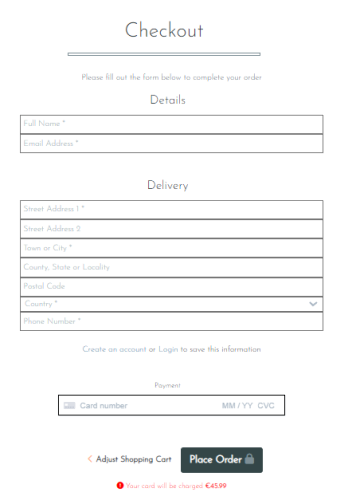 Checkout
Please fill out the form below to complete your order
Details
Full Name *
Email Address *
Delivery
Street Address 1 *
Street Address 2
Town or City *
County, State or Locality
Postal Code
Country *
Phone Number *
Create an account or Login to save this information
Payment
Card number MM / YY CVC
Adjust Shopping Cart Place Order
Your card will be charged €45.99